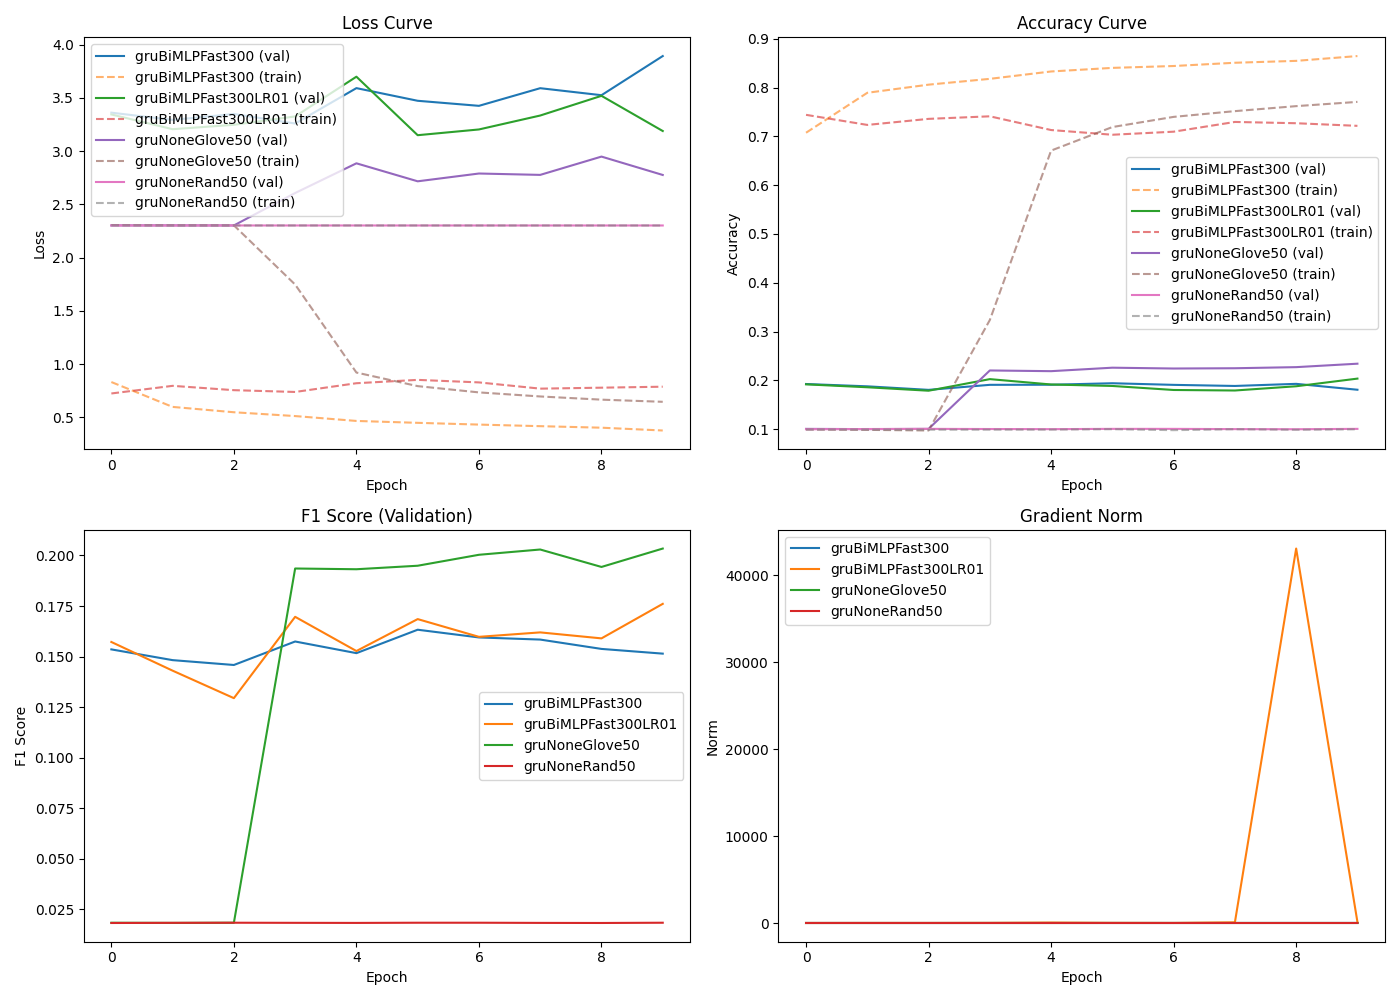 Loss Curve
4.0
3.5
3.0
2.5
2.0
1.5
1.0
0.5
Loss
gruBiMLPFast300 (val)
gruBiMLPFast300 (train)
gruBiMLPFast300LR01 (val)
gruBiMLPFast300LR01 (train)
gruNoneGlove50 (val)
gruNoneGlove50 (train)
gruNoneRand50 (val)
gruNoneRand50 (train)
0 2 4 6 8
Epoch
Accuracy Curve
0.9
0.8
0.7
0.6
0.5
0.4
0.3
0.2
0.1
Accuracy
gruBiMLPFast300 (val)
gruBiMLPFast300 (train)
gruBiMLPFast300LR01 (val)
gruBiMLPFast300LR01 (train)
gruNoneGlove50 (val)
gruNoneGlove50 (train)
gruNoneRand50 (val)
gruNoneRand50 (train)
0 2 4 6 8
Epoch
F1 Score (Validation)
0.200
0.175
0.150
0.125
0.100
0.075
0.050
0.025
F1 Score
gruBiMLPFast300
gruBiMLPFast300LR01
gruNoneGlove50
gruNoneRand50
0 2 4 6 8
Epoch
Gradient Norm
40000
30000
20000
10000
0
Norm
gruBiMLPFast300
gruBiMLPFast300LR01
gruNoneGlove50
gruNoneRand50
0 2 4 6 8
Epoch